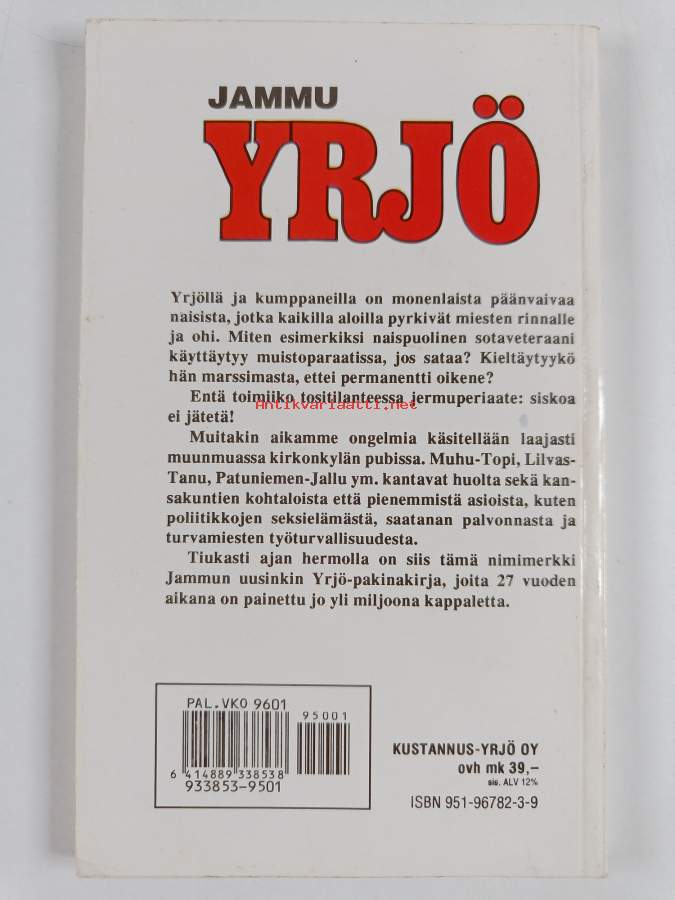 JAMMU
YRJÖ
Yrjöllä ja kumppaneilla on monenlaista päänvaivaa
naisista, jotka kaikilla aloilla pyrkivät miesten rinnalle
ja ohi. Miten esimerkiksi naispuolinen sotaveteraani
käyttäytyy muistoparaatissa, jos sataa? Kieltäytyykö
hän marssimasta, ettei permanentti oikene?
Entä toimiiko tositilanteessa jermuperiaate: siskoa
Antikvariaatti.net
ei jätetä!
Muitakin aikamme ongelmia käsitellään laajasti
muunmuassa kirkonkylän pubissa. Muhu-Topi, Lilvas-
Tanu, Patuniemen-Jallu ym. kantavat huolta sekä kan-
sakuntien kohtaloista että pienemmistä asioista, kuten
poliitikkojen seksielämästä, saatanan palvonnasta ja
turvamiesten työturvallisuudesta.
Tiukasti ajan hermolla on siis tämä nimimerkki
Jammun uusinkin Yrjö-pakinakirja, joita 27 vuoden
aikana on painettu jo yli miljoona kappaletta.
PAL.VKO 9601
95001
6 414889 338538
933853-9501
KUSTANNUS-YRJÖ OY
ovh mk 39,–
sis. ALV 12%
ISBN 951-96782-3-9